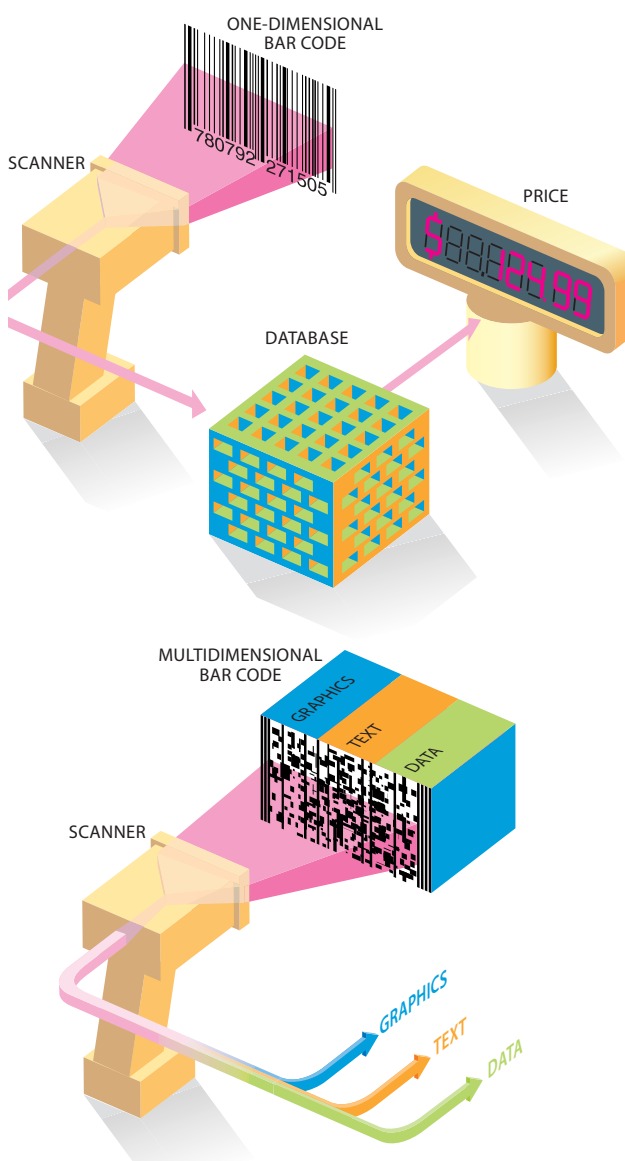 ONE-DIMENSIONAL
BAR CODE
780792 271505
SCANNER
PRICE
$124.99
DATABASE
MULTIDIMENSIONAL
BAR CODE
GRAPHICS
TEXT
DATA
SCANNER
GRAPHICS
TEXT
DATA